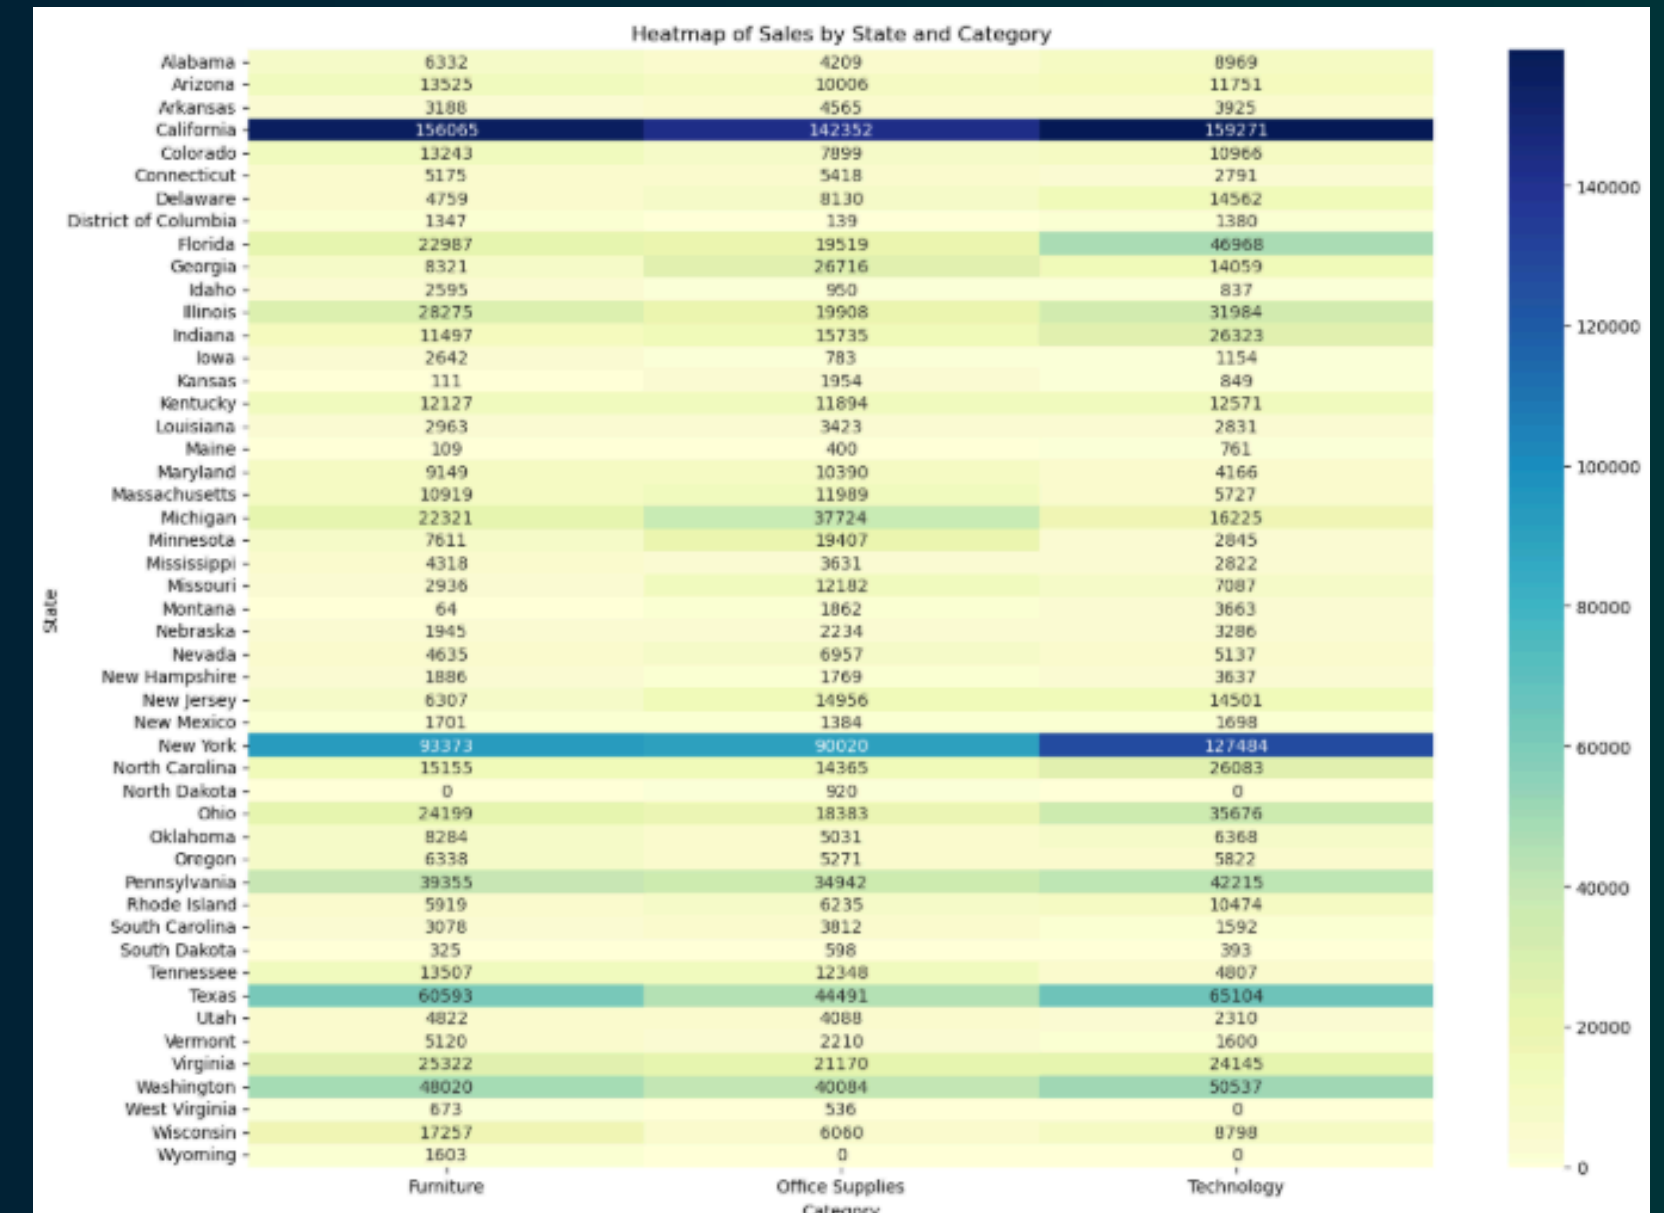 Heatmap of Sales by State and Category
Alabama 6332 4209 8969
Arizona 13525 10006 11751
Arkansas 3188 4565 3925
California 156065 142352 159271
Colorado 13243 7899 10966
Connecticut 5175 5418 2791
140000
Delaware 4759 8130 14562
District of Columbia 1347 139 1380
Florida 22987 19519 46968
Georgia 8321 26716 14059
Idaho 2595 950 837
Illinois 28275 19908 31984
120000
Indiana 11497 15735 26323
Iowa 2642 783 1154
Kansas 111 1954 849
Kentucky 12127 11894 12571
Louisiana 2963 3423 2831
Maine 109 400 761
100000
Maryland 9149 10390 4166
Massachusetts 10919 11989 5727
Michigan 22321 37724 16225
Minnesota 7611 19407 2845
Mississippi 4318 3631 2822
Missouri 2936 12182 7087
State
Montana 64 1862 3663
80000
Nebraska 1945 2234 3286
Nevada 4635 6957 5137
New Hampshire 1886 1769 3637
New Jersey 6307 14956 14501
New Mexico 1701 1384 1698
New York 93373 90020 127484
60000
North Carolina 15155 14365 26083
North Dakota 0 920 0
Ohio 24199 18383 35676
Oklahoma 8284 5031 6368
Oregon 6338 5271 5822
Pennsylvania 39355 34942 42215
40000
Rhode Island 5919 6235 10474
South Carolina 3078 3812 1592
South Dakota 325 598 393
Tennessee 13507 12348 4807
Texas 60593 44491 65104
Utah 4822 4088 2310
20000
Vermont 5120 2210 1600
Virginia 25322 21170 24145
Washington 48020 40084 50537
West Virginia 673 536 0
Wisconsin 17257 6060 8798
Wyoming 1603 0 0
0
Furniture Office Supplies Technology
Category